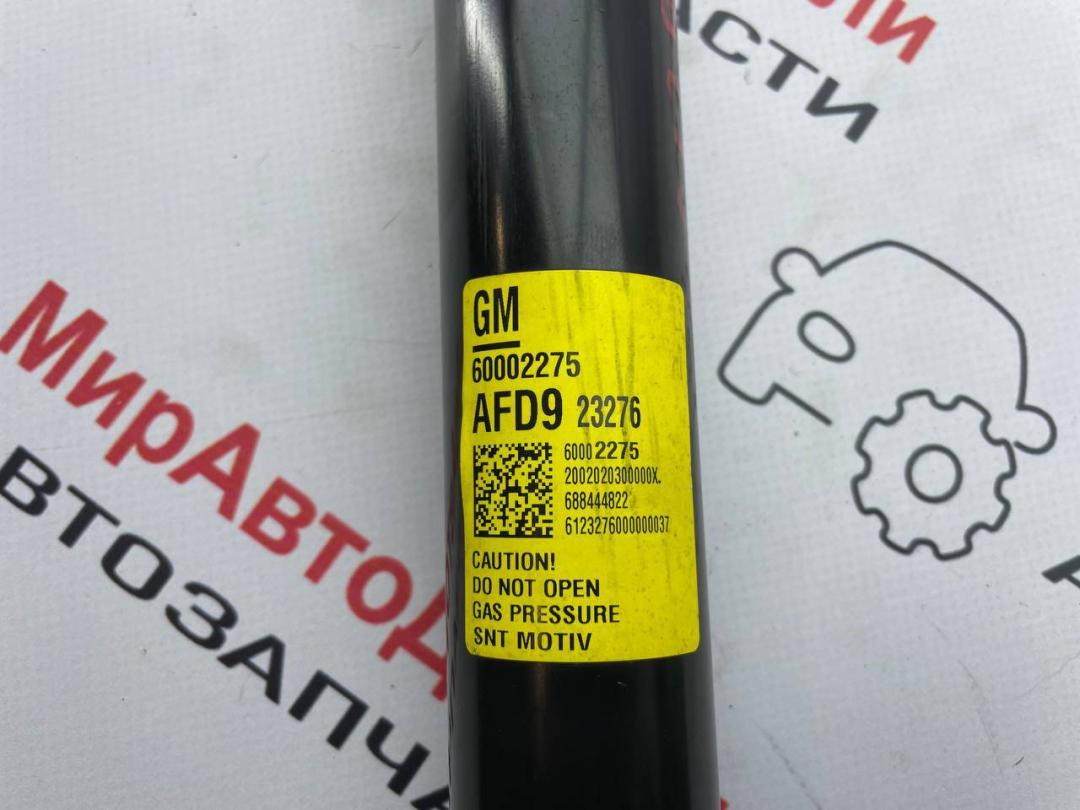 GM
60002275
AFD9 23276
60002275
2002020300000X.
688444822
6123276000000037
CAUTION!
DO NOT OPEN
GAS PRESSURE
SNT MOTIV
МирАвтоД
ВТОЗАПЧА
АСТИ